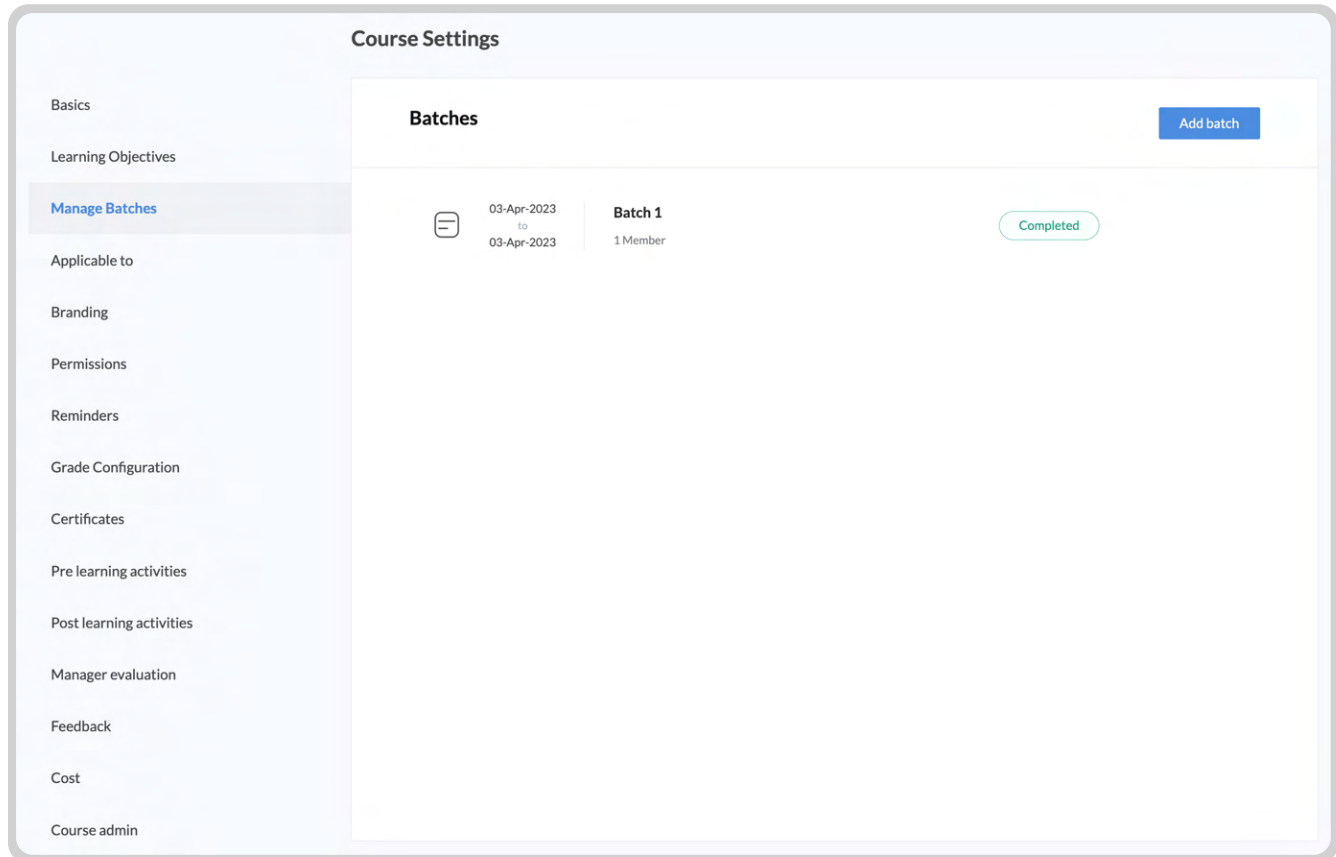 Course Settings
Basics
Learning Objectives
Manage Batches
Applicable to
Branding
Permissions
Reminders
Grade Configuration
Certificates
Pre learning activities
Post learning activities
Manager evaluation
Feedback
Cost
Course admin
Batches
Add batch
03-Apr-2023
to
03-Apr-2023
Batch 1
1 Member
Completed